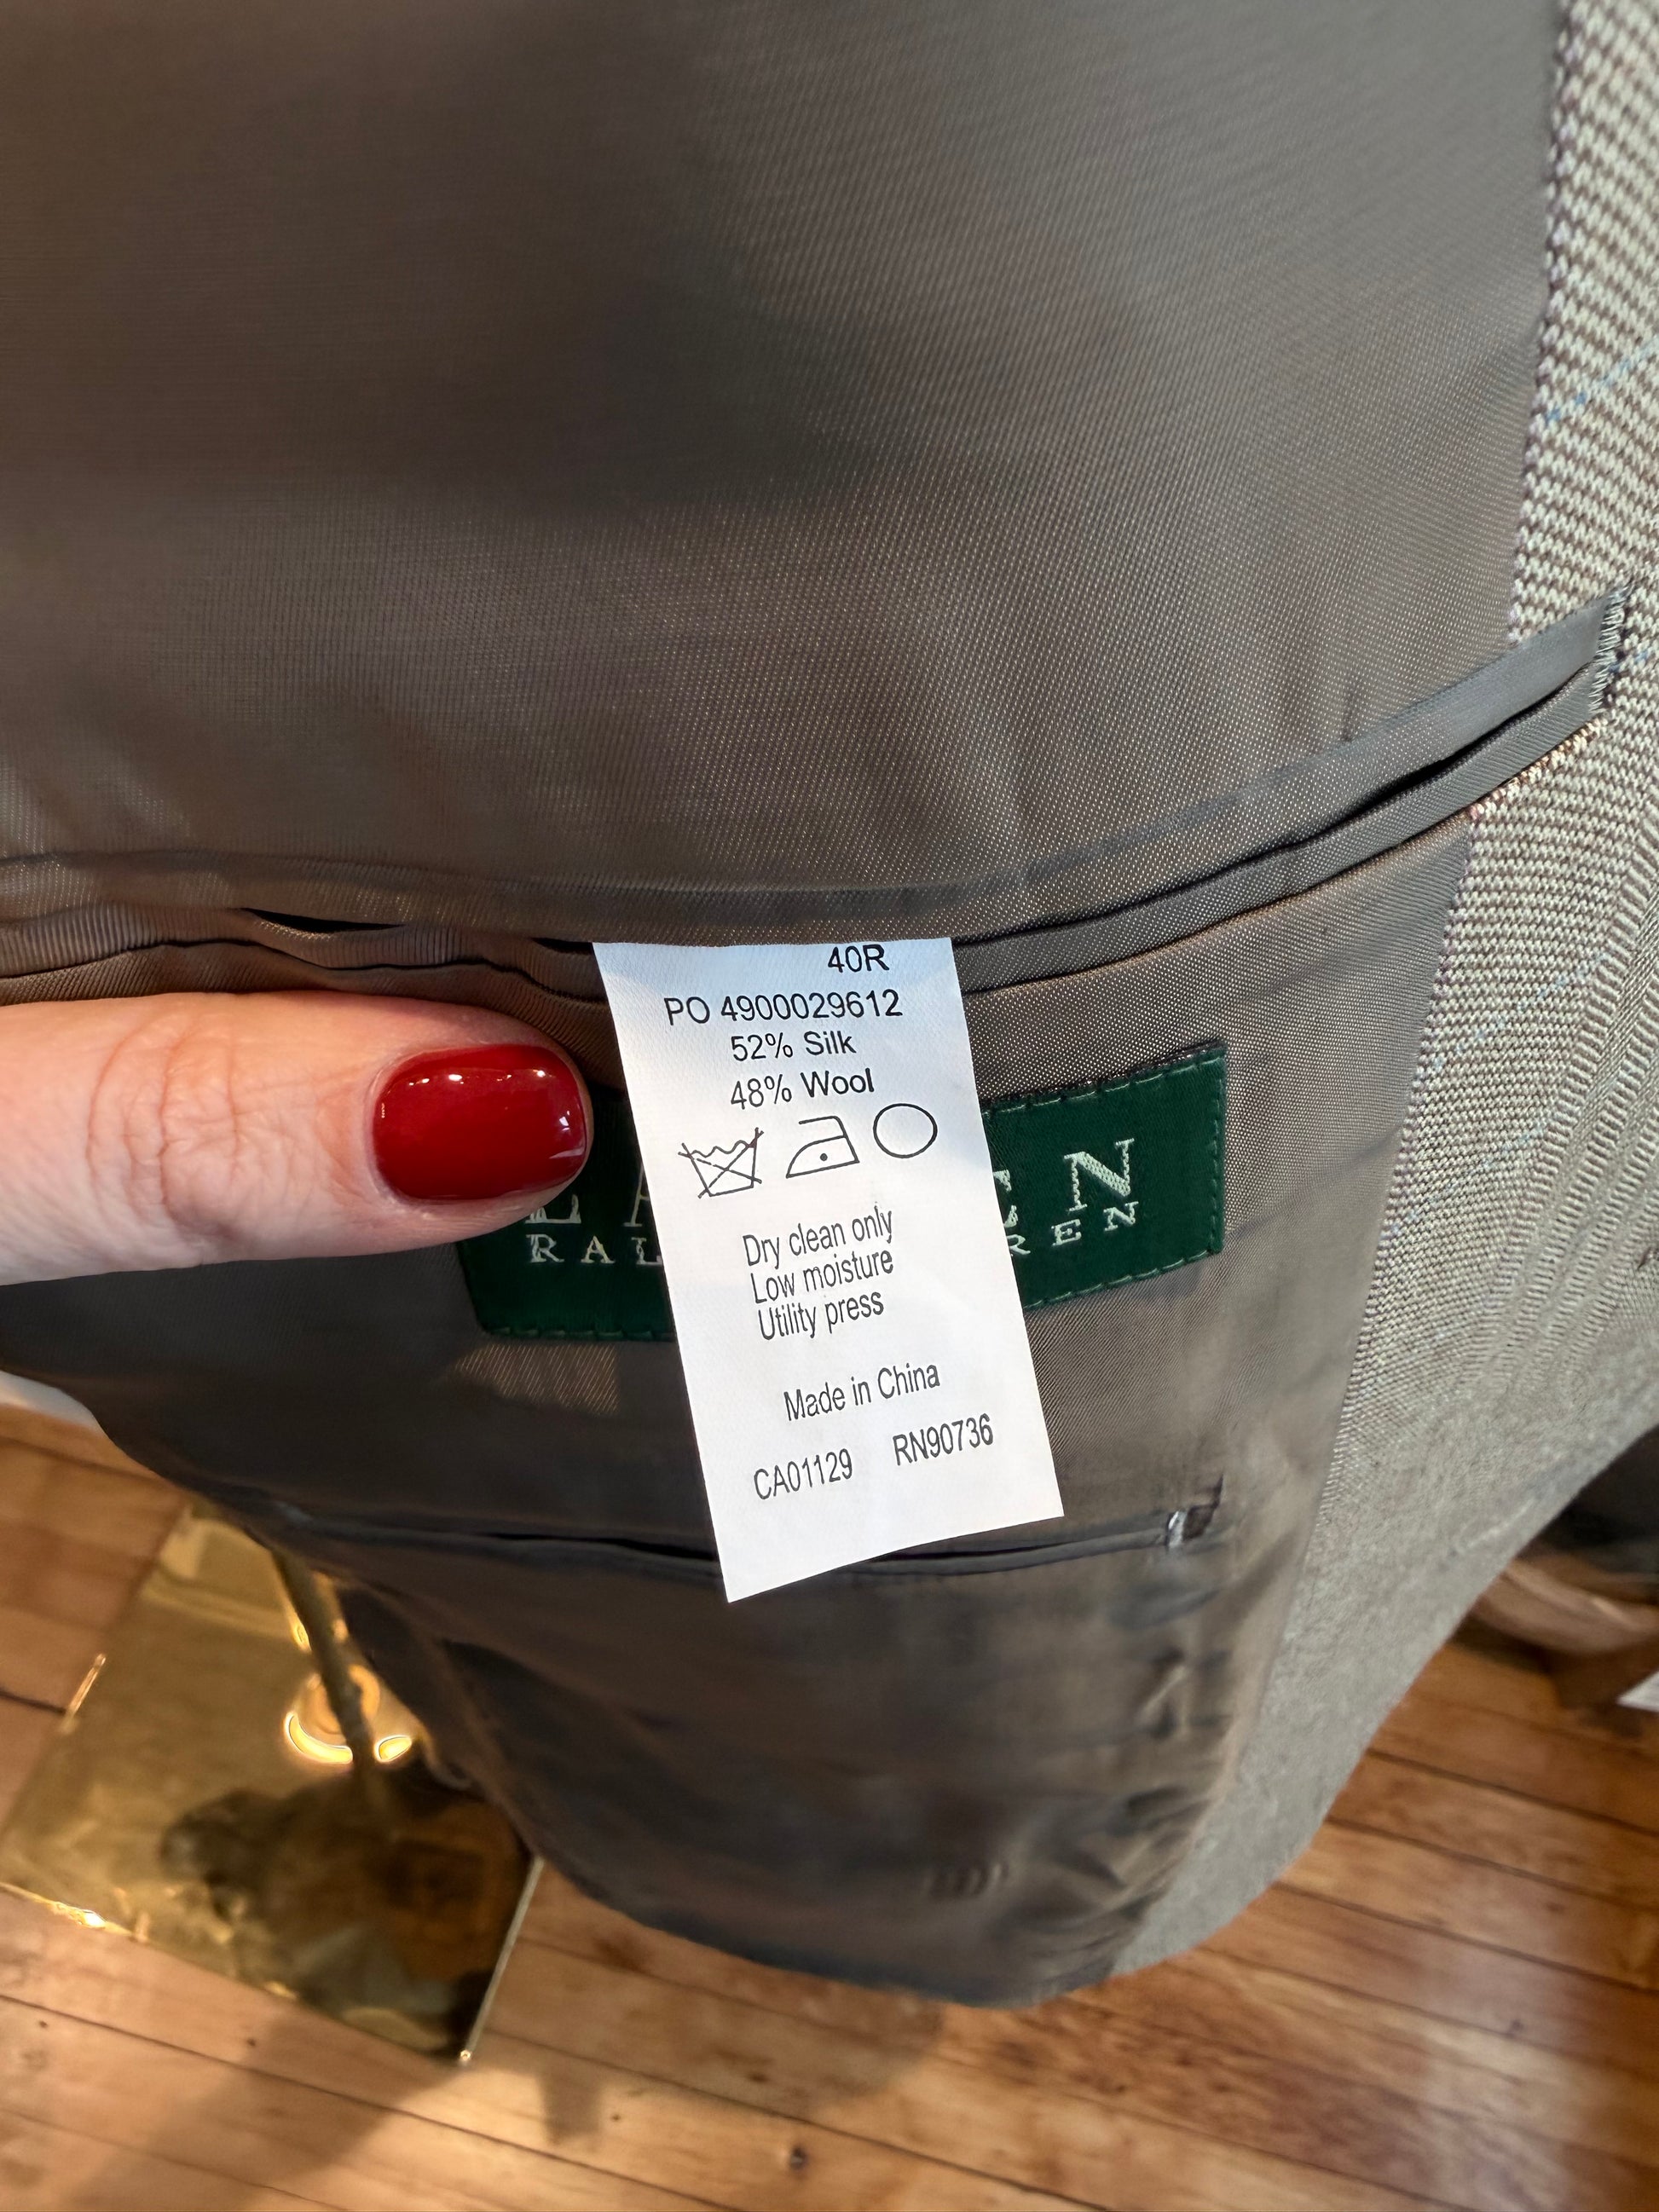 40R
PO 4900029612
52% Silk
48% Wool
Dry clean only
Low moisture
Utility press
Made in China
CA01129 RN90736